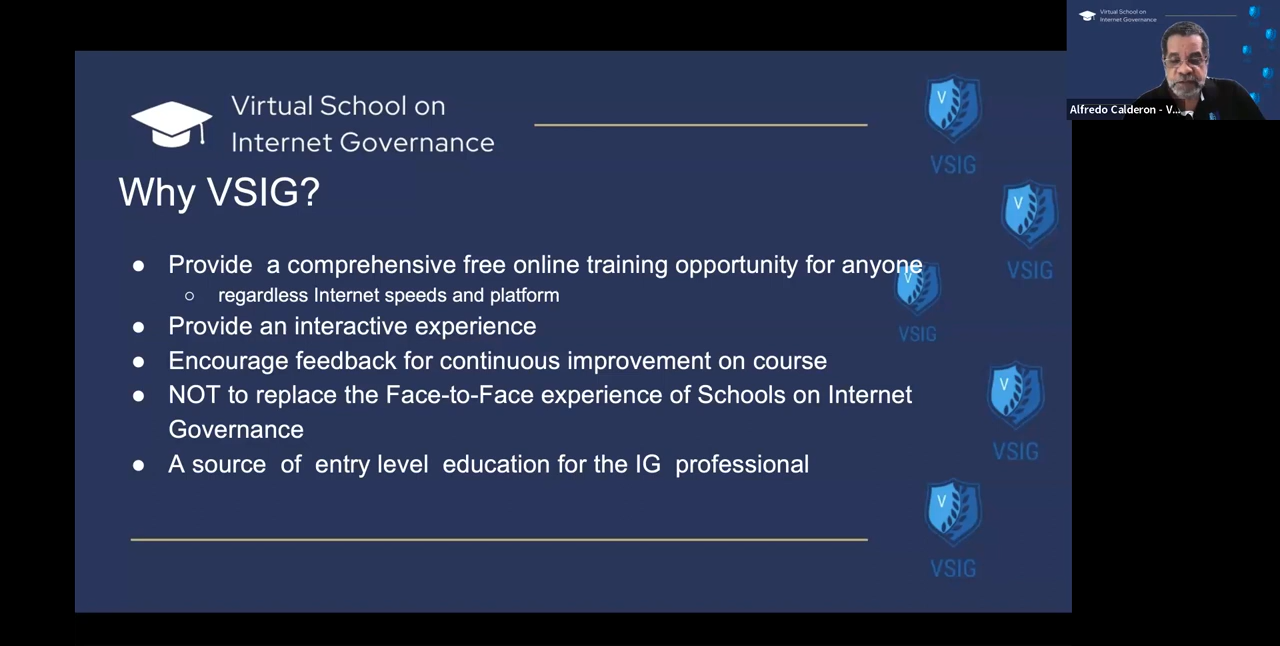 Virtual School on
Internet Governance
Why VSIG?
● Provide a comprehensive free online training opportunity for anyone
○ regardless Internet speeds and platform
● Provide an interactive experience
● Encourage feedback for continuous improvement on course
● NOT to replace the Face-to-Face experience of Schools on Internet
Governance
● A source of entry level education for the IG professional
V
VSIG
V
VSIG
V
VSIG
V
VSIG
V
VSIG
Virtual School on
Internet Governance
Alfredo Calderon - V...